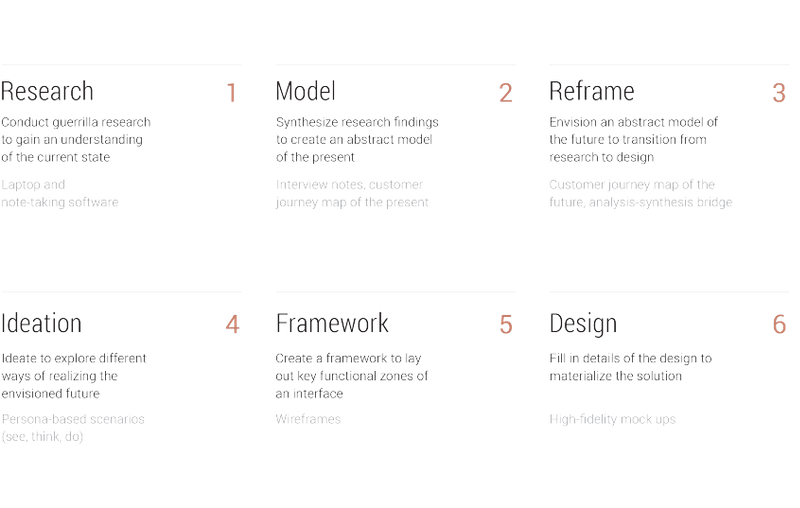 Research 1
Conduct guerrilla research
to gain an understanding
of the current state
Laptop and
note-taking software
Model 2
Synthesize research findings
to create an abstract model
of the present
Interview notes, customer
journey map of the present
Reframe 3
Envision an abstract model of
the future to transition from
research to design
Customer journey map of the
future, analysis-synthesis bridge
Ideation 4
Ideate to explore different
ways of realizing the
envisioned future
Persona-based scenarios
(see, think, do)
Framework 5
Create a framework to lay
out key functional zones of
an interface
Wireframes
Design 6
Fill in details of the design to
materialize the solution
High-fidelity mock ups